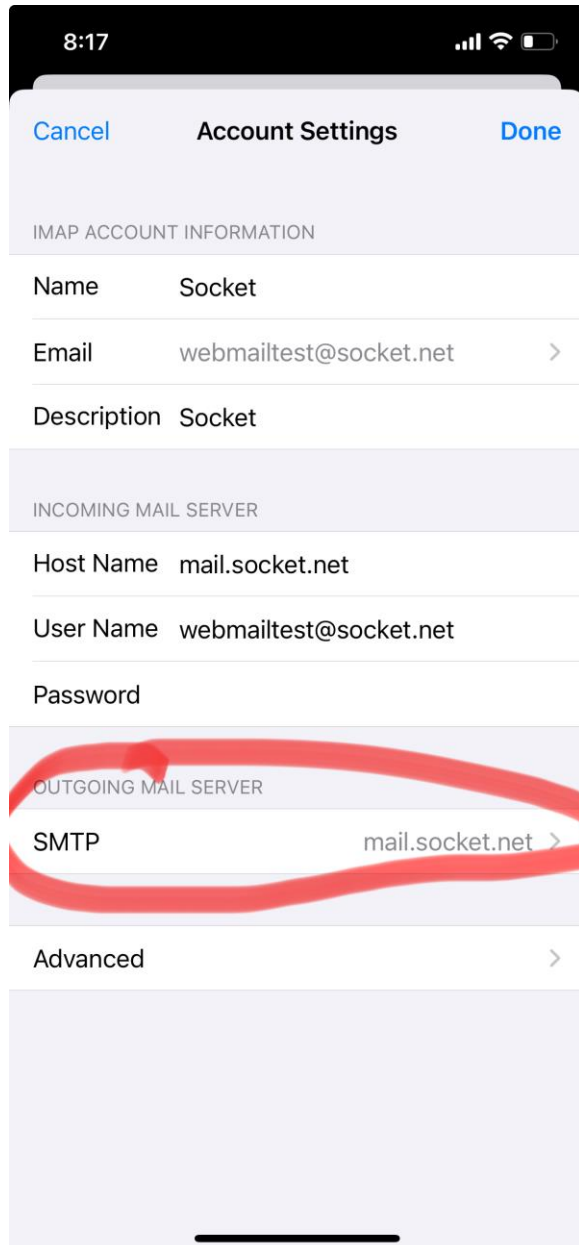 8:17
Cancel Account Settings Done
IMAP ACCOUNT INFORMATION
Name Socket
Email webmailtest@socket.net
Description Socket
INCOMING MAIL SERVER
Host Name mail.socket.net
User Name webmailtest@socket.net
Password
OUTGOING MAIL SERVER
SMTP mail.socket.net
Advanced